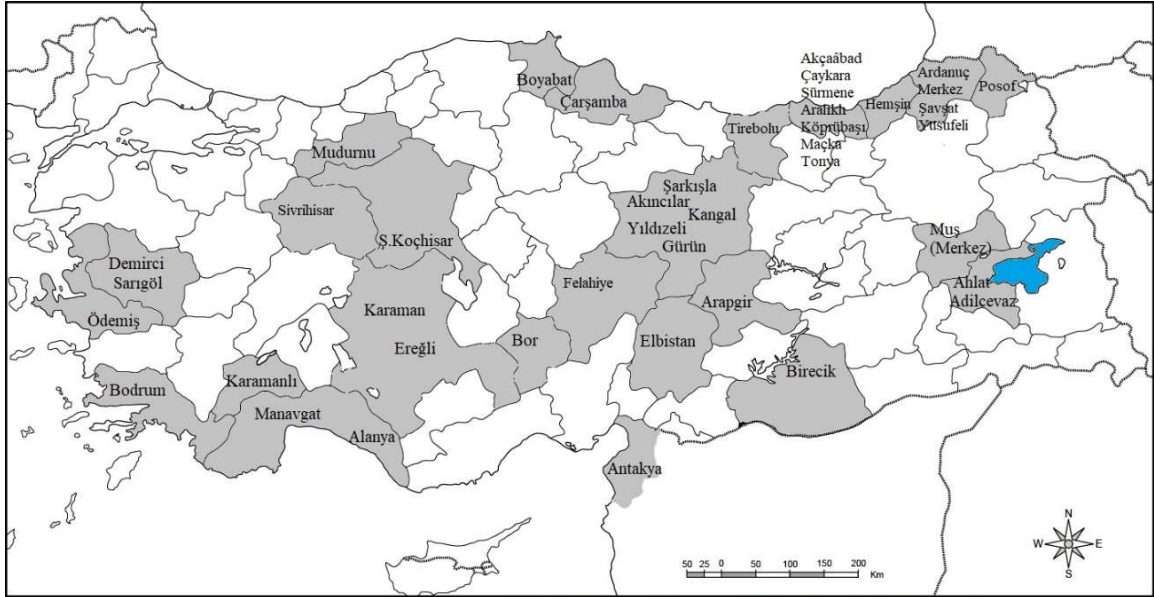 Boyabat
Çarşamba
Akçaâbad
Çaykara
Sürmene
Aralıklı
Köprübaşı
Maçka
Tonya
Tirebolu
Hemşin
Ardanuç
Merkez
Şavşat
Yusufeli
Posof
Mudurnu
Sivrihisar
Ş.Koçhisar
Şarkışla
Akıncılar
Kangal
Yıldızeli
Gürün
Muş
(Merkez)
Ahlat
Adilcevaz
Demirci
Sarıgöl
Ödemiş
Karaman
Ereğli
Felahiye
Arapgir
Bor
Elbistan
Birecik
Bodrum
Karamanlı
Manavgat
Alanya
Antakya
N
W E
S
50 25 0 50 100 150 200
Km